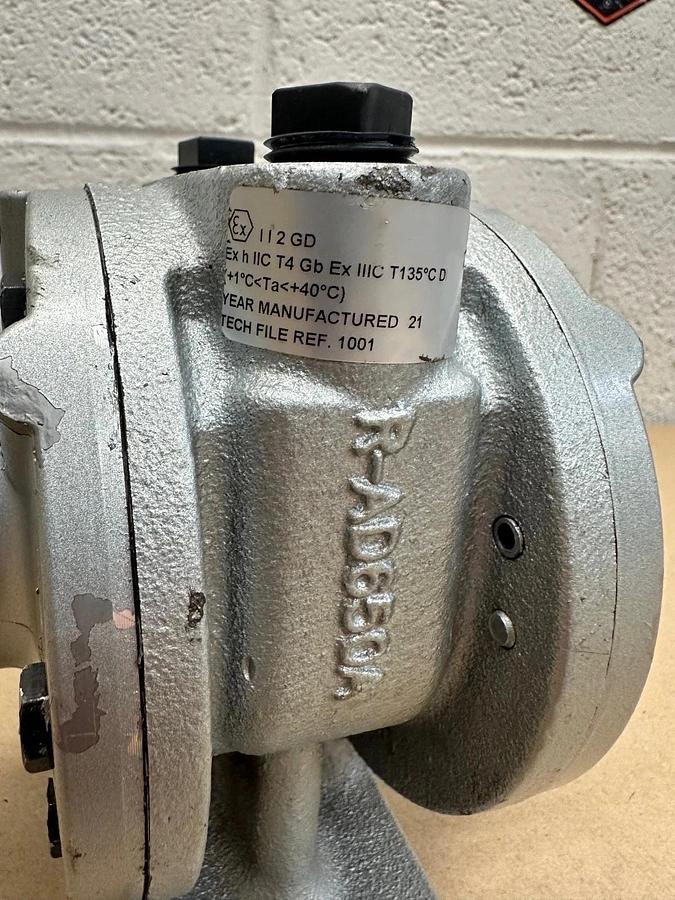 Ex II 2 GD
Ex h IIC T4 Gb Ex IIIC T135°C D
(+1°C<Ta<+40°C)
YEAR MANUFACTURED 21
TECH FILE REF. 1001
R-AD650A